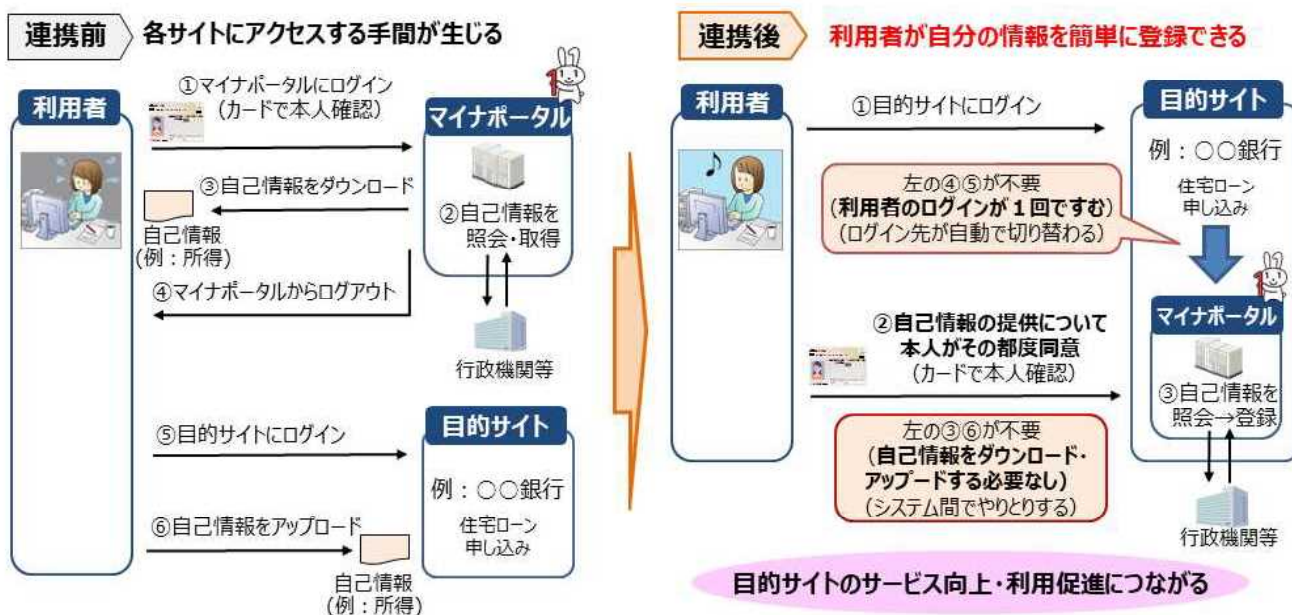 連携前
各サイトにアクセスする手間が生じる
利用者
①マイナポータルにログイン
(カードで本人確認)
マイナポータル
③自己情報をダウンロード
自己情報
(例：所得)
②自己情報を
照会・取得
④マイナポータルからログアウト
行政機関等
⑤目的サイトにログイン
目的サイト
例：○○銀行
住宅ローン
申し込み
⑥自己情報をアップロード
自己情報
(例：所得)
連携後
利用者が自分の情報を簡単に登録できる
利用者
①目的サイトにログイン
目的サイト
例：○○銀行
住宅ローン
申し込み
左の④⑤が不要
(利用者のログインが１回ですむ)
(ログイン先が自動で切り替わる)
②自己情報の提供について
本人がその都度同意
(カードで本人確認)
マイナポータル
③自己情報を
照会→登録
左の③⑥が不要
(自己情報をダウンロード・
アップードする必要なし)
(システム間でやりとりする)
行政機関等
目的サイトのサービス向上・利用促進につながる